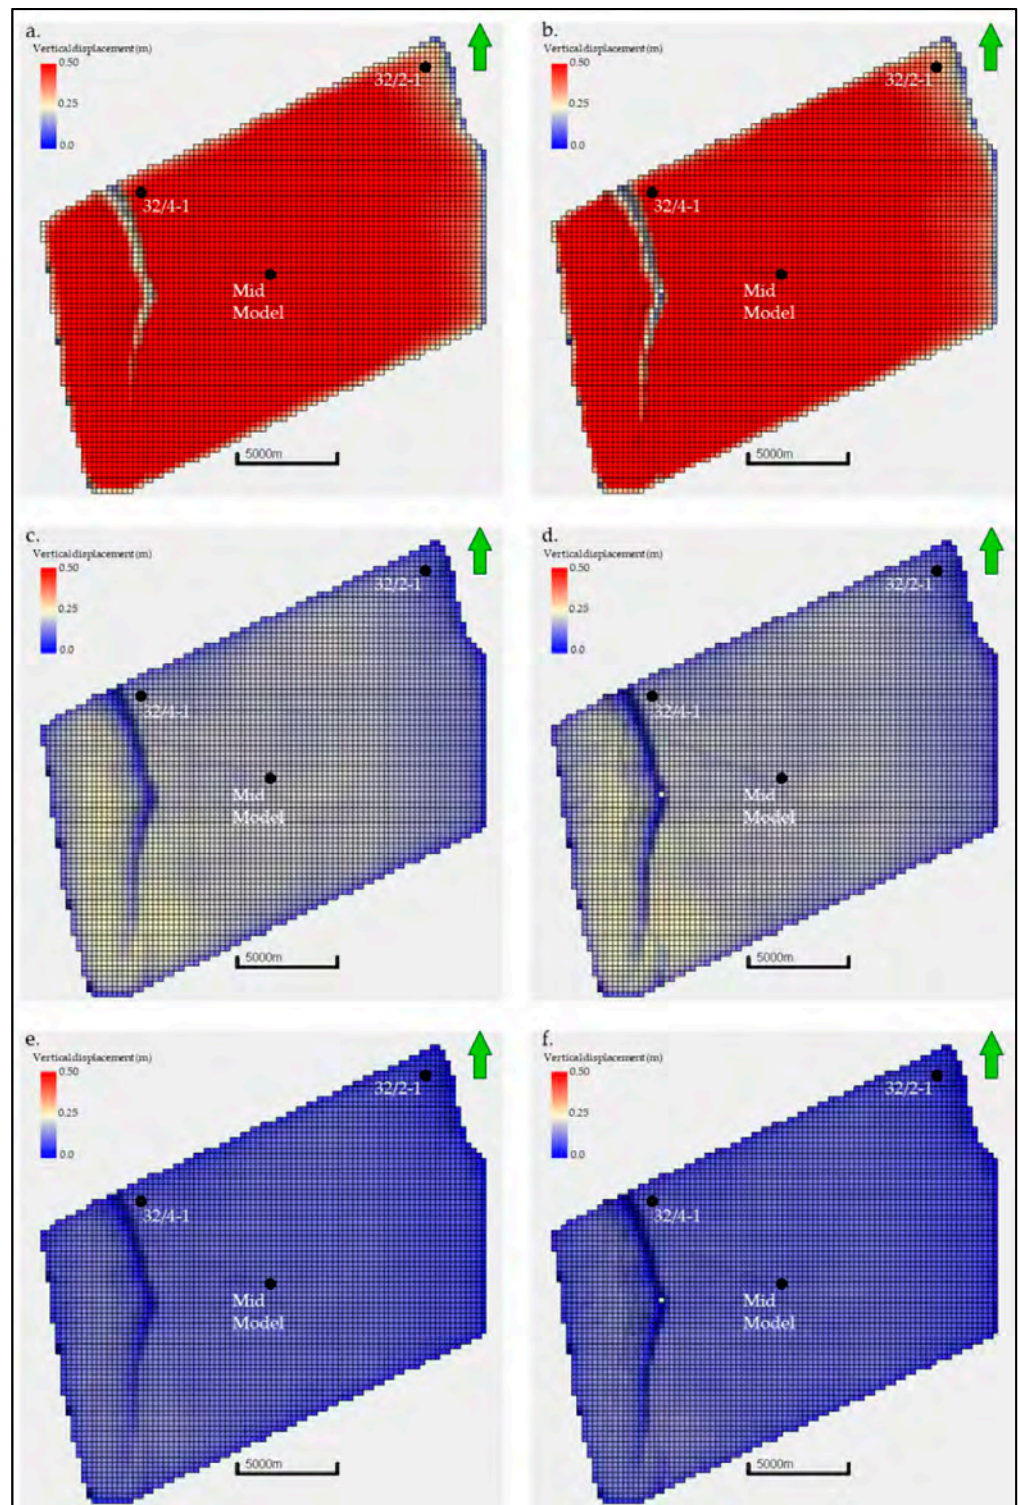 a.
Vertical displacement (m)
0.50
0.25
0.0
32/2-1
32/4-1
Mid
Model
5000m
b.
Vertical displacement (m)
0.50
0.25
0.0
32/2-1
32/4-1
Mid
Model
5000m
c.
Vertical displacement (m)
0.50
0.25
0.0
32/2-1
32/4-1
Mid
Model
5000m
d.
Vertical displacement (m)
0.50
0.25
0.0
32/2-1
32/4-1
Mid
Model
5000m
e.
Vertical displacement (m)
0.50
0.25
0.0
32/2-1
32/4-1
Mid
Model
5000m
f.
Vertical displacement (m)
0.50
0.25
0.0
32/2-1
32/4-1
Mid
Model
5000m